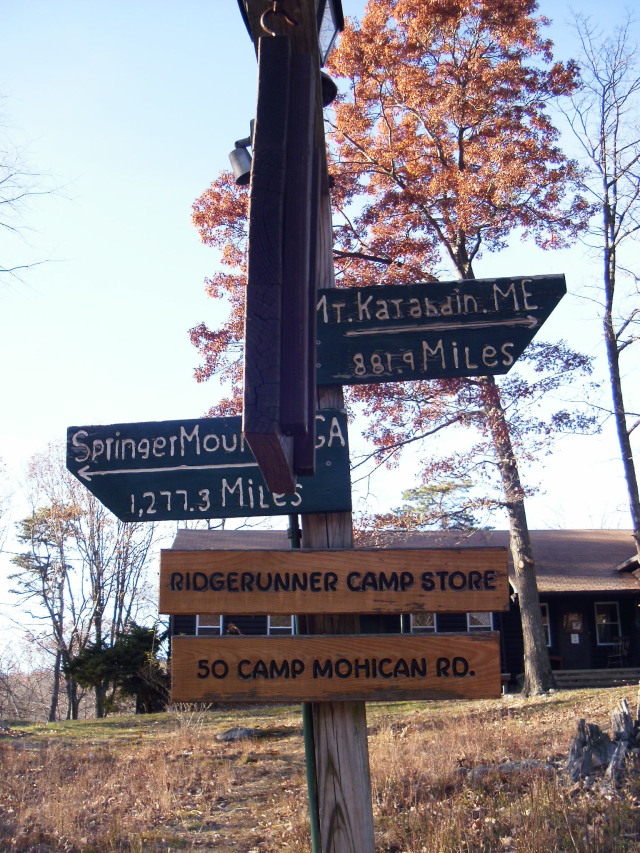 Mt. Katahdin. ME
881.9 Miles
Springer Moun GA
1,277.3 Miles
RIDGERUNNER CAMP STORE
50 CAMP MOHICAN RD.